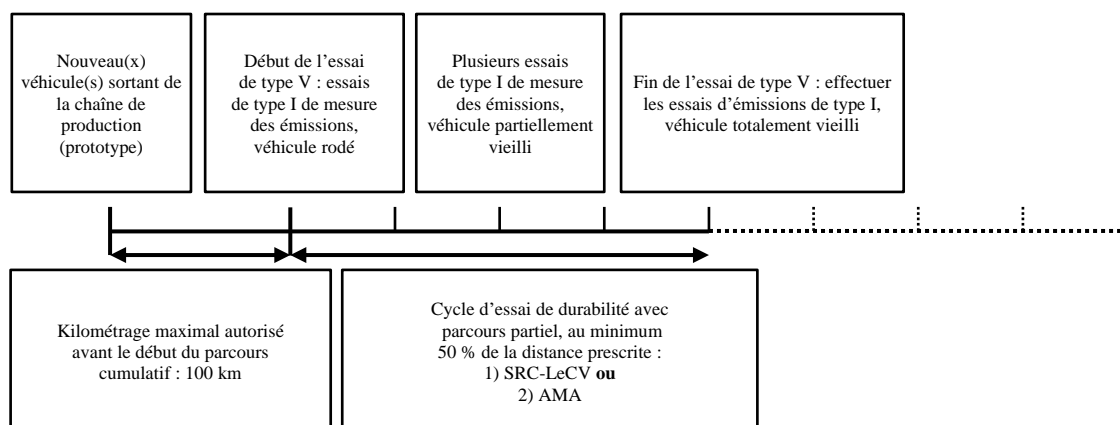 Nouveau(x)
véhicule(s) sortant de
la chaîne de
production
(prototype)
Début de l’essai
de type V : essais
de type I de mesure
des émissions,
véhicule rodé
Plusieurs essais
de type I de mesure
des émissions,
véhicule partiellement
vieilli
Fin de l’essai de type V : effectuer
les essais d’émissions de type I,
véhicule totalement vieilli
Kilométrage maximal autorisé
avant le début du parcours
cumulatif : 100 km
Cycle d’essai de durabilité avec
parcours partiel, au minimum
50 % de la distance prescrite :
1) SRC-LeCV ou
2) AMA